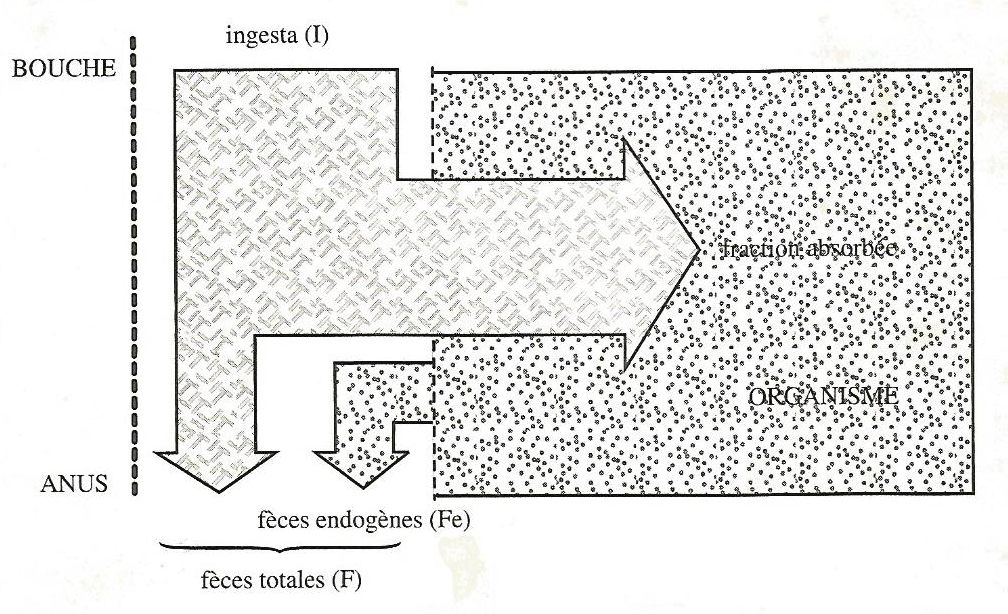 ingesta (I)
BOUCHE
fraction absorbée
ORGANISME
ANUS
fèces endogènes (Fe)
fèces totales (F)